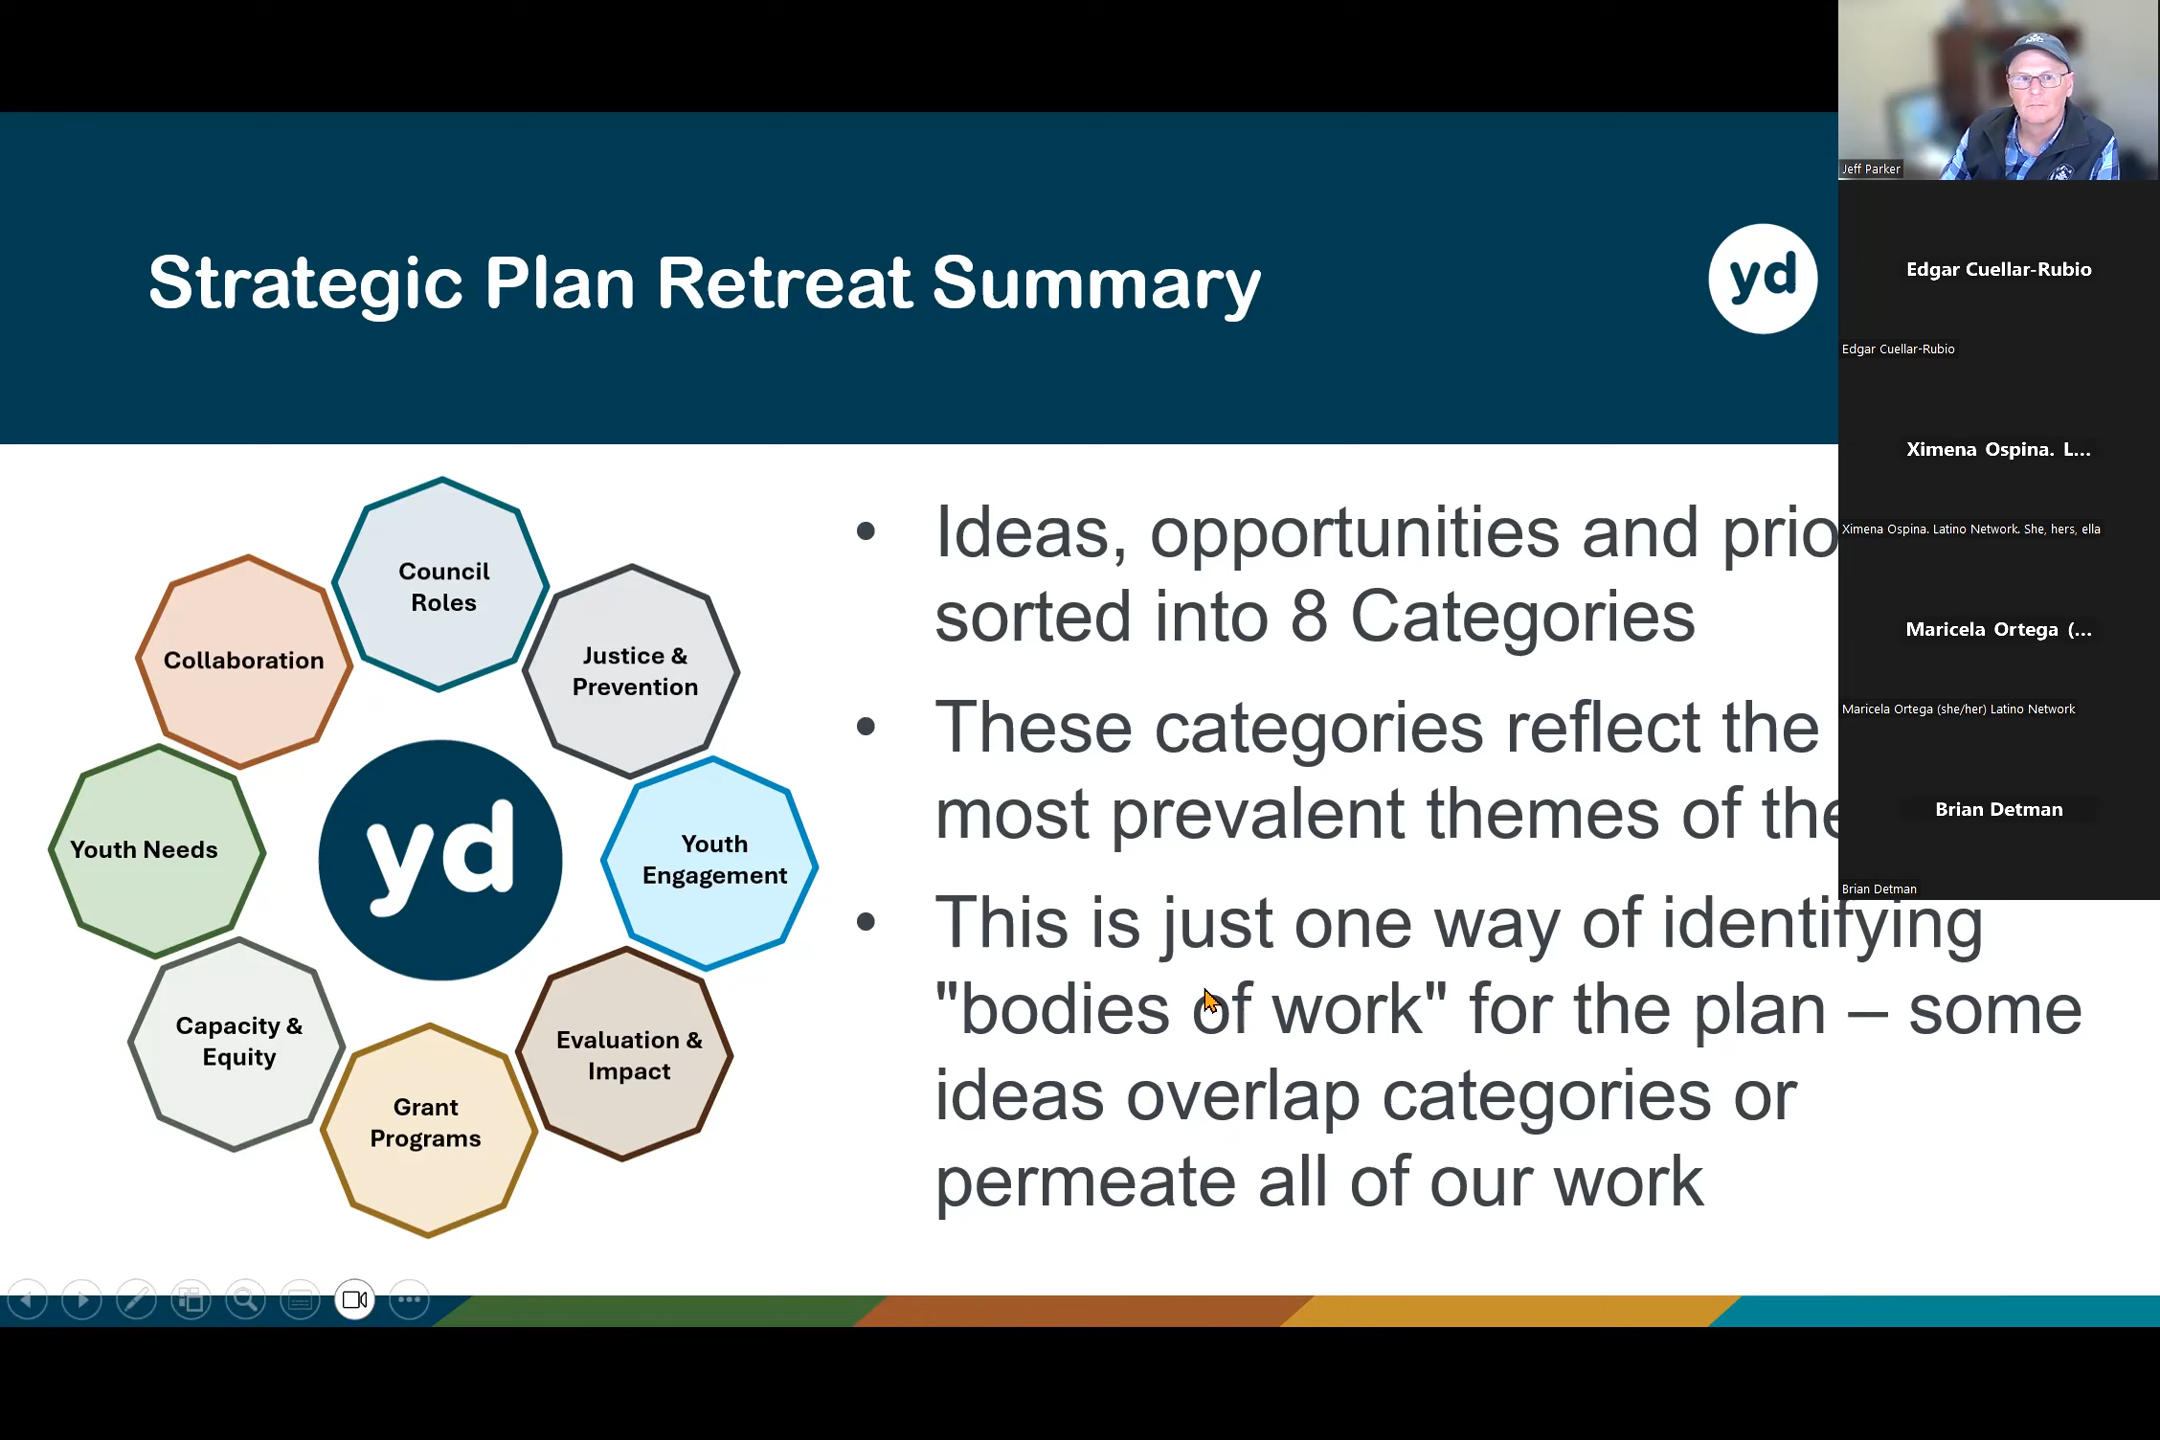 Strategic Plan Retreat Summary
yd
Council
Roles
Collaboration
Justice &
Prevention
Youth Needs
yd
Youth
Engagement
Capacity &
Equity
Evaluation &
Impact
Grant
Programs
• Ideas, opportunities and prio
sorted into 8 Categories
• These categories reflect the
most prevalent themes of the
• This is just one way of identifying
"bodies of work" for the plan – some
ideas overlap categories or
permeate all of our work
Jeff Parker
Edgar Cuellar-Rubio
Edgar Cuellar-Rubio
Ximena Ospina. L...
Ximena Ospina. Latino Network. She, hers, ella
Maricela Ortega (...
Maricela Ortega (she/her) Latino Network
Brian Detman
Brian Detman